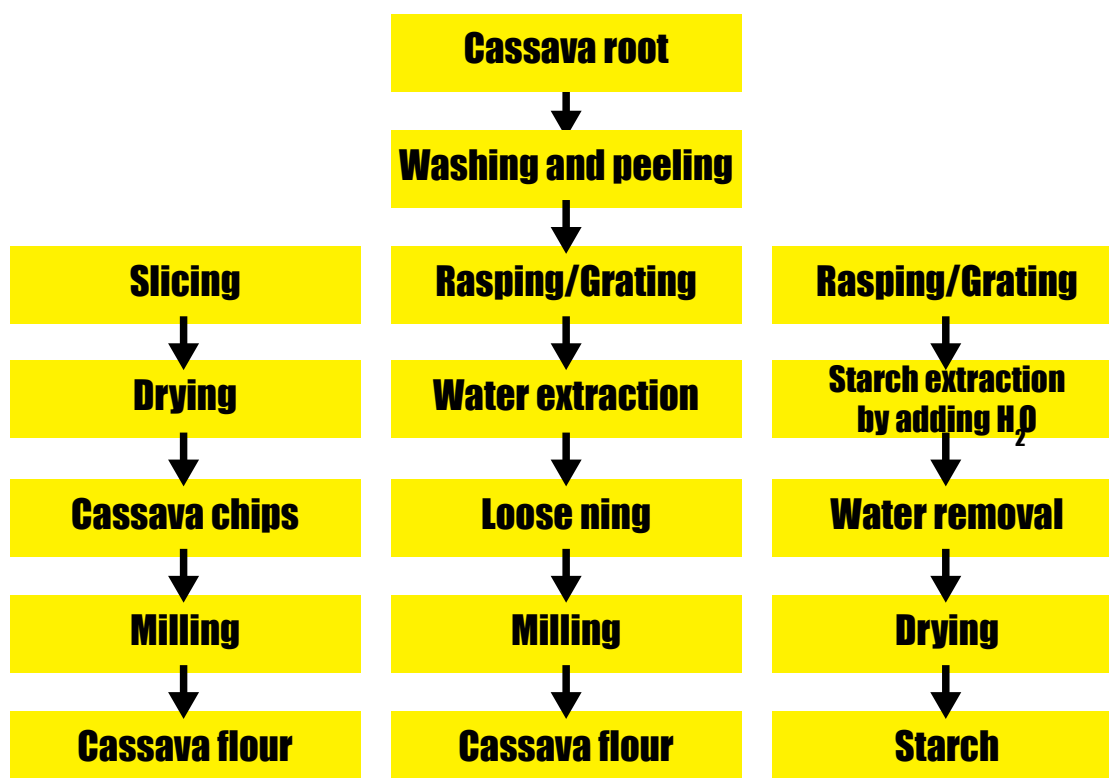 Cassava root
Washing and peeling
Slicing
Rasping/Grating
Rasping/Grating
Drying
Water extraction
Starch extraction
by adding H₂O
Cassava chips
Loose ning
Water removal
Milling
Milling
Drying
Cassava flour
Cassava flour
Starch